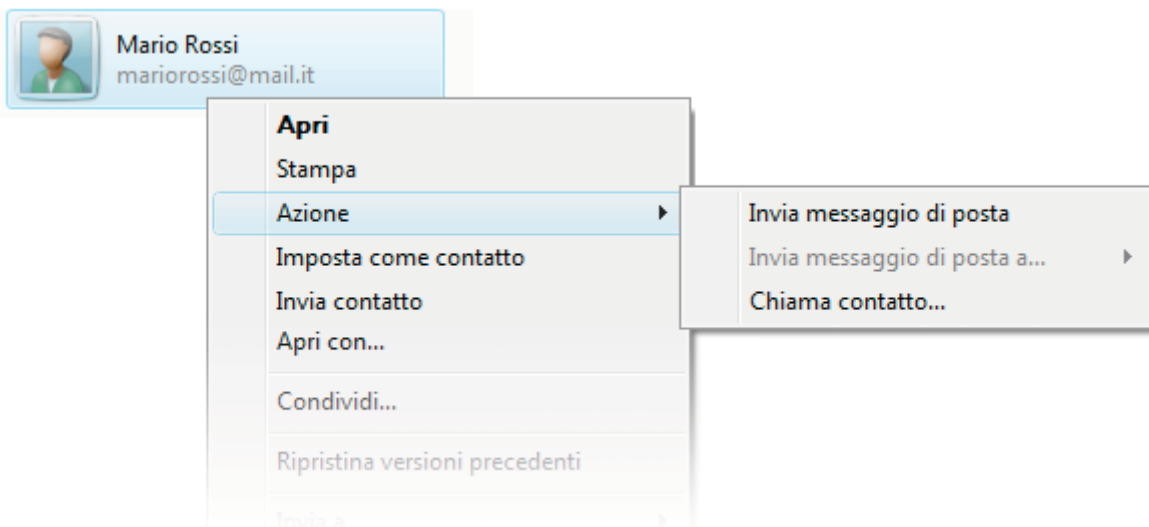 Mario Rossi
mariorossi@mail.it
Apri
Stampa
Azione
Imposta come contatto
Invia contatto
Apri con...
Condividi...
Ripristina versioni precedenti
Invia a
Invia messaggio di posta
Invia messaggio di posta a...
Chiama contatto...